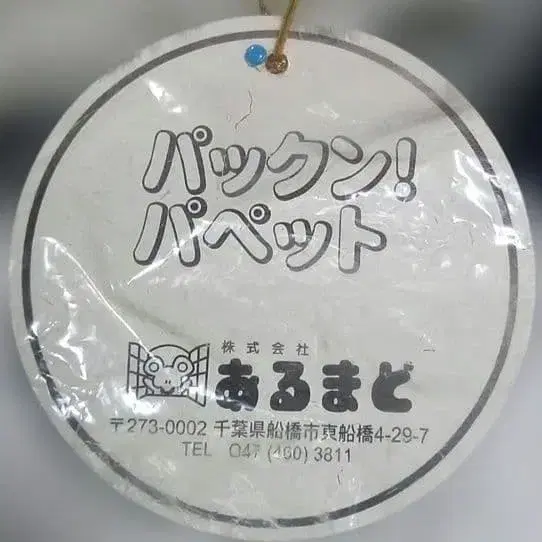 パックン!
パペット
株式会社
あるまど
〒273-0002 千葉県船橋市東船橋4-29-7
TEL 047 (460) 3811